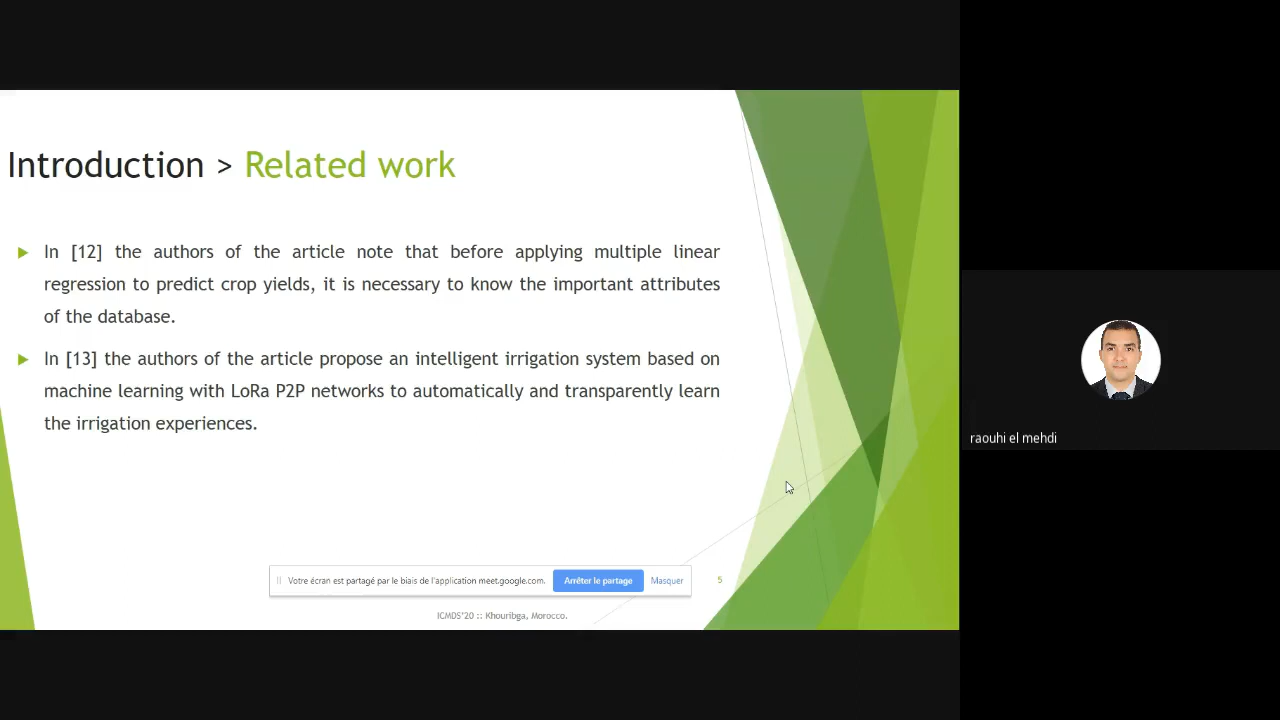 Introduction > Related work
In [12] the authors of the article note that before applying multiple linear
regression to predict crop yields, it is necessary to know the important attributes
of the database.
In [13] the authors of the article propose an intelligent irrigation system based on
machine learning with LoRa P2P networks to automatically and transparently learn
the irrigation experiences.
raouhi el mehdi
Votre écran est partagé par le biais de l'application meet.google.com. Arrêter le partage Masquer
5
ICMDS'20 :: Khouribga, Morocco.